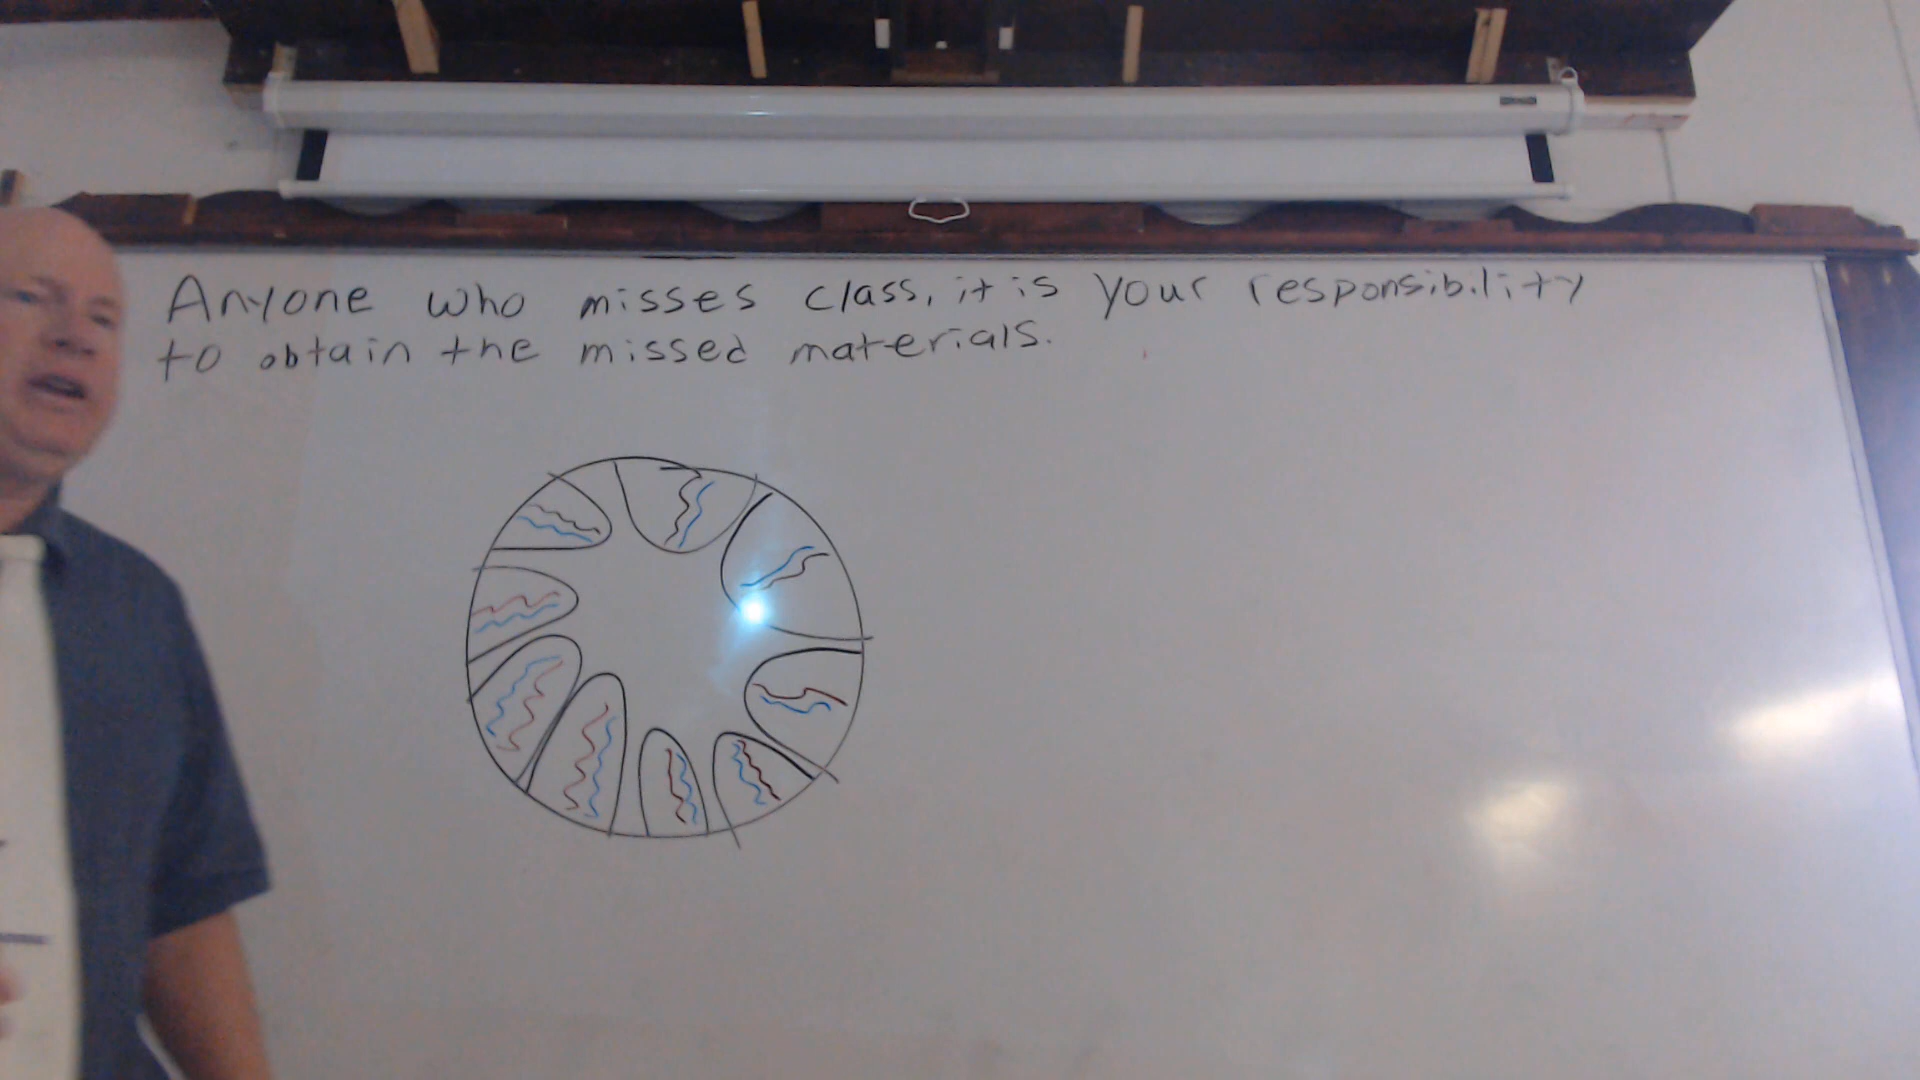 Anyone who misses class, it is your responsibility
to obtain the missed materials.